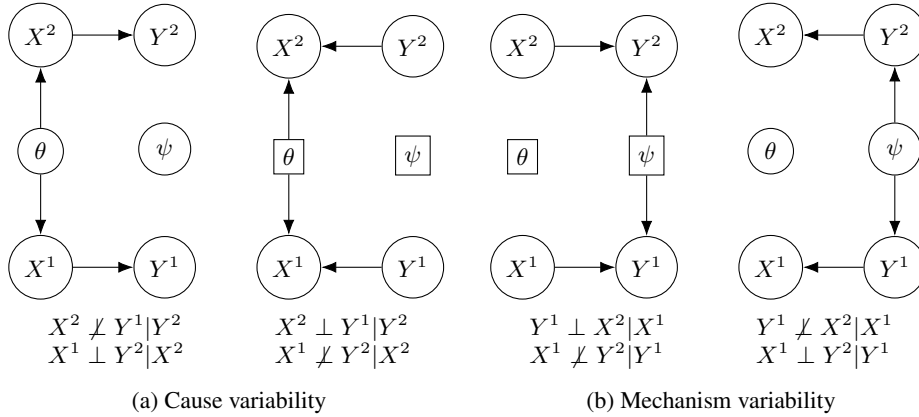 X² Y² X² Y² X² Y² X² Y²
θ ψ θ ψ θ ψ θ ψ
X¹ Y¹ X¹ Y¹ X¹ Y¹ X¹ Y¹
X² ⊥̸ Y¹|Y² X² ⊥ Y¹|Y² Y¹ ⊥ X²|X¹ Y¹ ⊥̸ X²|X¹
X¹ ⊥ Y²|X² X¹ ⊥̸ Y²|X² X¹ ⊥̸ Y²|Y¹ X¹ ⊥ Y²|Y¹
(a) Cause variability (b) Mechanism variability